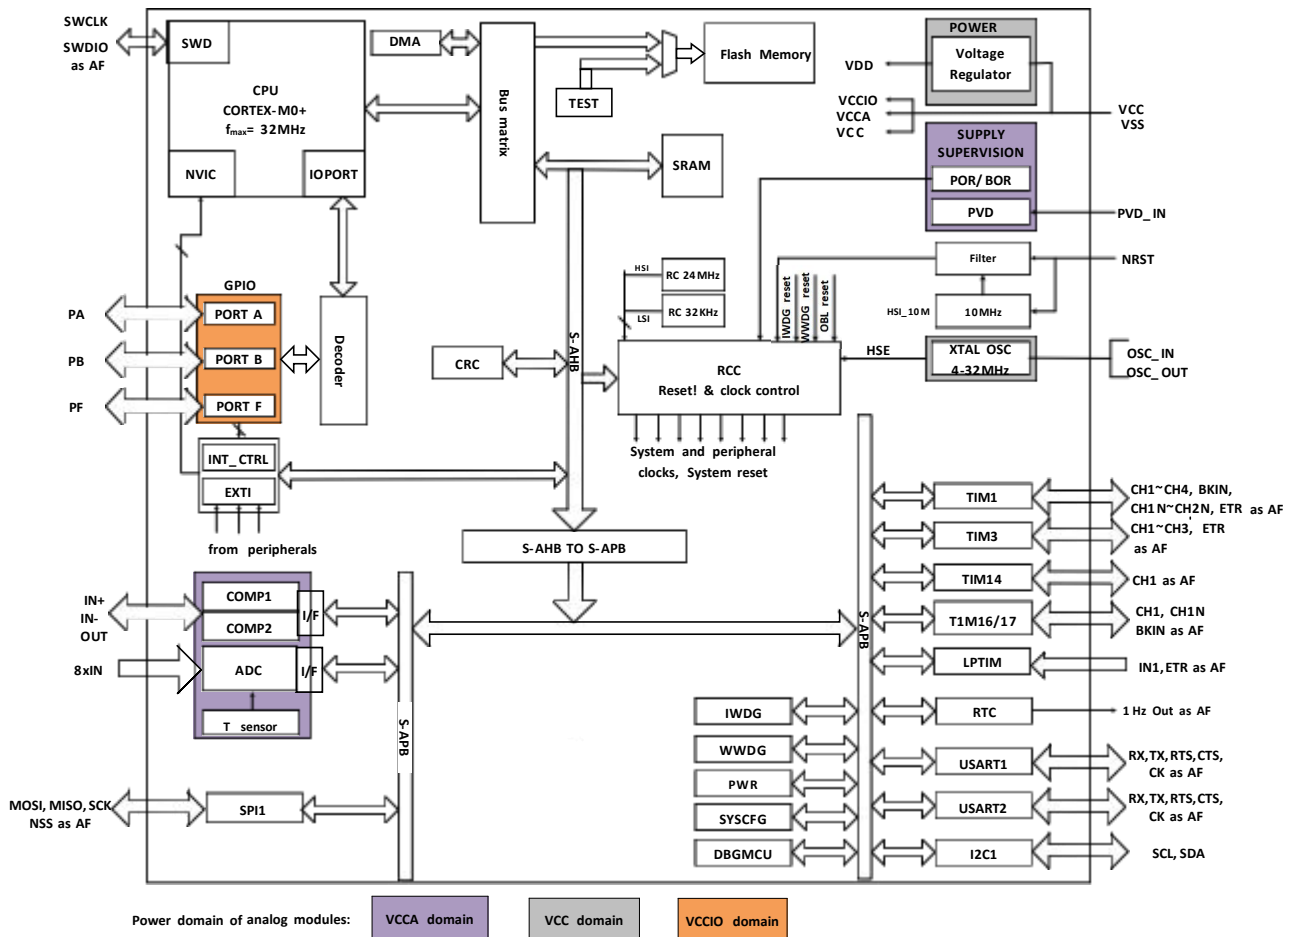 SWCLK
SWDIO
as AF
SWD
CPU
CORTEX-M0+
fmax= 32MHz
NVIC
IOPORT
DMA
Bus matrix
TEST
Flash Memory
SRAM
POWER
Voltage
Regulator
VDD
VCCIO
VCCA
VCC
VCC
VSS
SUPPLY
SUPERVISION
POR/BOR
PVD
PVD_IN
Filter
NRST
HSI_10M
10MHz
HSI
RC 24MHz
LSI
RC 32KHz
IWDG reset
WWDG reset
OBL reset
HSE
XTAL OSC
4-32MHz
OSC_IN
OSC_OUT
RCC
Reset! & clock control
System and peripheral
clocks, System reset
GPIO
PA
PORT A
PB
PORT B
PF
PORT F
Decoder
CRC
S-AHB
INT_CTRL
EXTI
from peripherals
S-AHB TO S-APB
IN+
IN-
OUT
COMP1
COMP2
I/F
8xIN
ADC
I/F
T sensor
S-APB
MOSI, MISO, SCK
NSS as AF
SPI1
S-APB
TIM1
CH1~CH4, BKIN,
CH1N~CH2N, ETR as AF
TIM3
CH1~CH3, ETR
as AF
TIM14
CH1 as AF
T1M16/17
CH1, CH1N
BKIN as AF
LPTIM
IN1, ETR as AF
IWDG
RTC
1Hz Out as AF
WWDG
USART1
RX,TX,RTS,CTS,
CK as AF
PWR
SYSCFG
USART2
RX,TX,RTS,CTS,
CK as AF
DBGMCU
I2C1
SCL, SDA
Power domain of analog modules:
VCCA domain
VCC domain
VCCIO domain